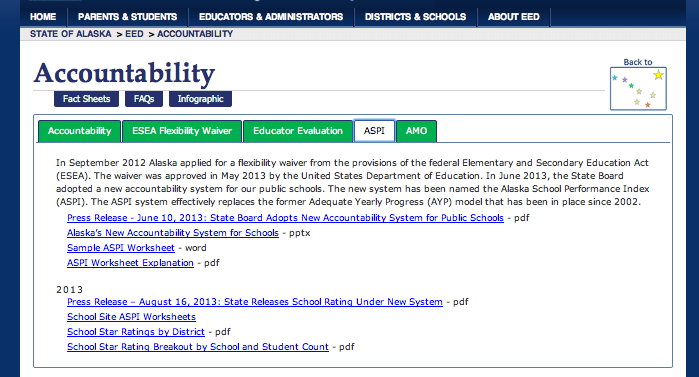 HOME PARENTS & STUDENTS EDUCATORS & ADMINISTRATORS DISTRICTS & SCHOOLS ABOUT EED
STATE OF ALASKA > EED > ACCOUNTABILITY
Accountability
Back to
Fact Sheets FAQs Infographic
Accountability ESEA Flexibility Waiver Educator Evaluation ASPI AMO
In September 2012 Alaska applied for a flexibility waiver from the provisions of the federal Elementary and Secondary Education Act
(ESEA). The waiver was approved in May 2013 by the United States Department of Education. In June 2013, the State Board
adopted a new accountability system for our public schools. The new system has been named the Alaska School Performance Index
(ASPI). The ASPI system effectively replaces the former Adequate Yearly Progress (AYP) model that has been in place since 2002.
Press Release - June 10, 2013: State Board Adopts New Accountability System for Public Schools - pdf
Alaska's New Accountability System for Schools - pptx
Sample ASPI Worksheet - word
ASPI Worksheet Explanation - pdf
2013
Press Release – August 16, 2013: State Releases School Rating Under New System - pdf
School Site ASPI Worksheets
School Star Ratings by District - pdf
School Star Rating Breakout by School and Student Count - pdf